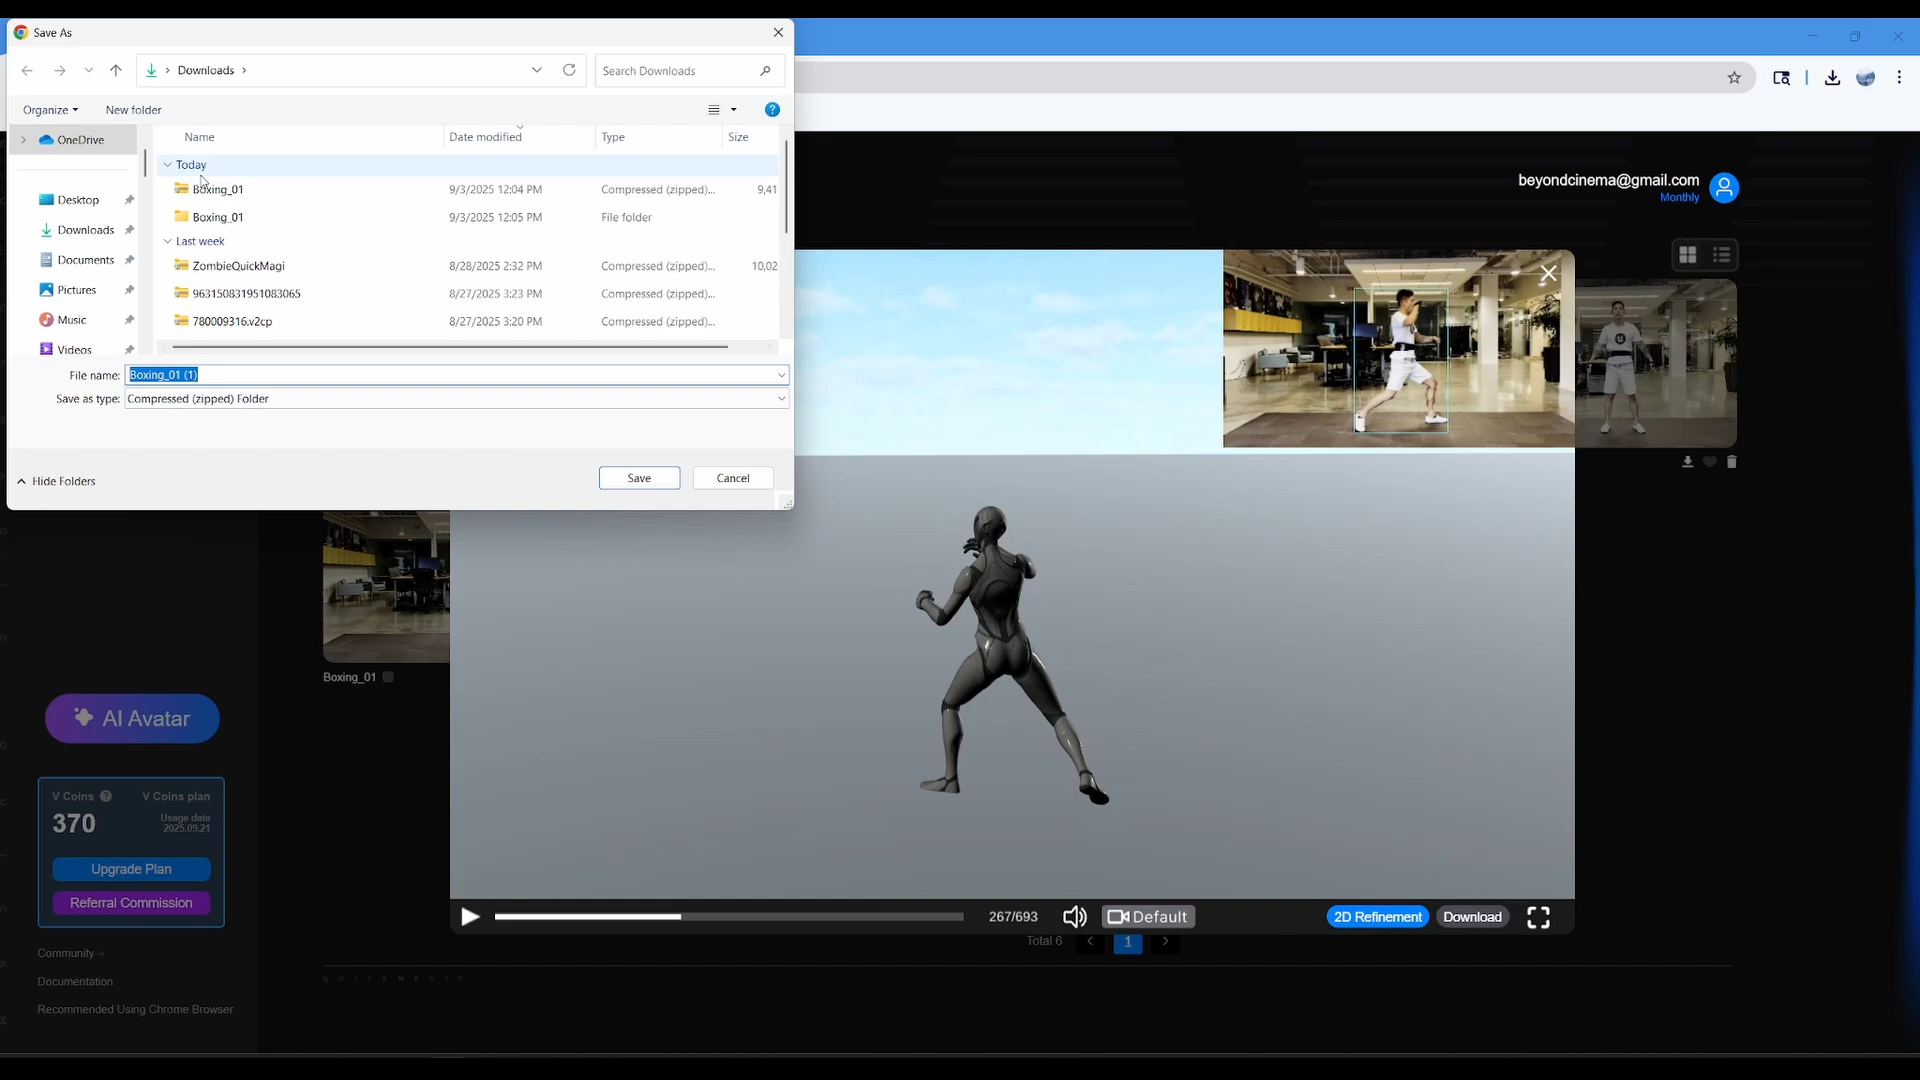 Save As
Downloads
Search Downloads
Organize
New folder
OneDrive
Desktop
Downloads
Documents
Pictures
Music
Videos
Name
Date modified
Type
Size
Today
Boxing_01
9/3/2025 12:04 PM
Compressed (zipped)...
9,41
Boxing_01
9/3/2025 12:05 PM
File folder
Last week
ZombieQuickMagi
8/28/2025 2:32 PM
Compressed (zipped)...
10,02
963150831951083065
8/27/2025 3:23 PM
Compressed (zipped)...
780009316.v2cp
8/27/2025 3:20 PM
Compressed (zipped)...
File name:
Boxing_01 (1)
Save as type:
Compressed (zipped) Folder
Hide Folders
Save
Cancel
beyondcinema@gmail.com
Monthly
Boxing_01
AI Avatar
V Coins
V Coins plan
370
Usage date
2025.09.21
Upgrade Plan
Referral Commission
Community
Documentation
Recommended Using Chrome Browser
267/693
Default
2D Refinement
Download
Total 6
1
QUICKMAGIC